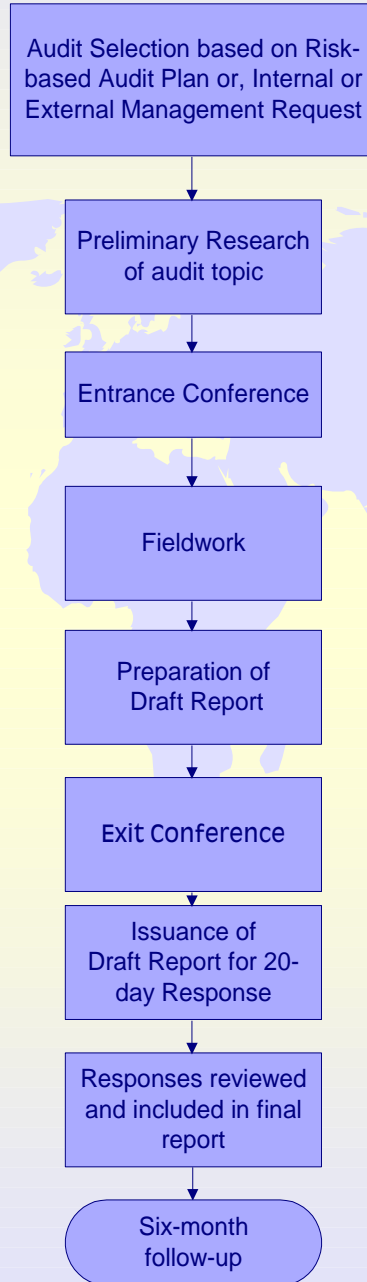 Audit Selection based on Risk-
based Audit Plan or, Internal or
External Management Request
Preliminary Research
of audit topic
Entrance Conference
Fieldwork
Preparation of
Draft Report
Exit Conference
Issuance of
Draft Report for 20-
day Response
Responses reviewed
and included in final
report
Six-month
follow-up